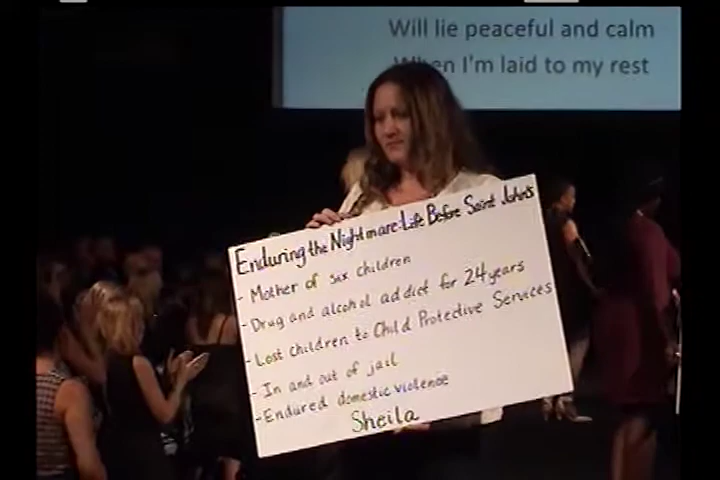 Will lie peaceful and calm
When I'm laid to my rest
Enduring the Nightmare-Life Before Saint John's
- Mother of six children
- Drug and alcohol addict for 24 years
- Lost children to Child Protective Services
- In and out of jail
- Endured domestic violence
Sheila